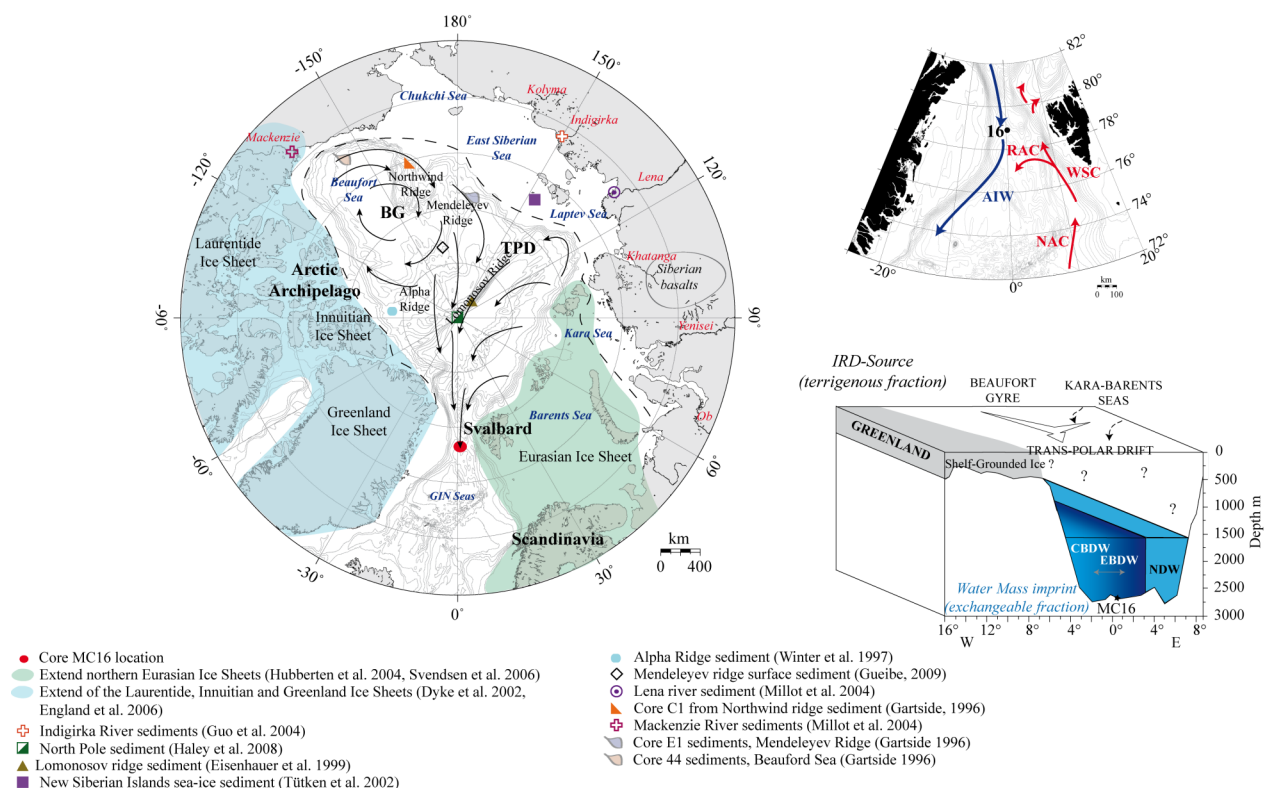 180°
-150°
150°
-120°
120°
-90°
90°
-60°
60°
-30°
30°
0°
Chukchi Sea
Kolyma
Indigirka
Mackenzie
East Siberian
Sea
Lena
Northwind
Ridge
Beaufort
Sea
Mendeleyev
Ridge
Laptev Sea
BG
TPD
Laurentide
Ice Sheet
Arctic
Archipelago
Lomonosov Ridge
Khatanga
Siberian
basalts
Alpha
Ridge
Innuitian
Ice Sheet
Kara Sea
Yenisei
Greenland
Ice Sheet
Barents Sea
Ob
Svalbard
Eurasian Ice Sheet
GIN Seas
Scandinavia
km
0 400
82°
80°
78°
76°
74°
72°
20°
0°
-20°
16
RAC
WSC
AIW
NAC
km
0 100
IRD-Source
(terrigenous fraction)
BEAUFORT
GYRE
KARA-BARENTS
SEAS
GREENLAND
TRANS-POLAR DRIFT
Shelf-Grounded Ice
?
?
?
?
0
500
1000
1500
2000
2500
3000
Depth m
CBDW
EBDW
NDW
Water Mass imprint
(exchangeable fraction)
MC16
16° 12° 8° 4° 0° 4° 8°
W E
Core MC16 location
Extend northern Eurasian Ice Sheets (Hubberten et al. 2004, Svendsen et al. 2006)
Extend of the Laurentide, Innuitian and Greenland Ice Sheets (Dyke et al. 2002,
England et al. 2006)
Indigirka River sediments (Guo et al. 2004)
North Pole sediment (Haley et al. 2008)
Lomonosov ridge sediment (Eisenhauer et al. 1999)
New Siberian Islands sea-ice sediment (Tütken et al. 2002)
Alpha Ridge sediment (Winter et al. 1997)
Mendeleyev ridge surface sediment (Gueibe, 2009)
Lena river sediment (Millot et al. 2004)
Core C1 from Northwind ridge sediment (Gartside, 1996)
Mackenzie River sediments (Millot et al. 2004)
Core E1 sediments, Mendeleyev Ridge (Gartside 1996)
Core 44 sediments, Beauford Sea (Gartside 1996)